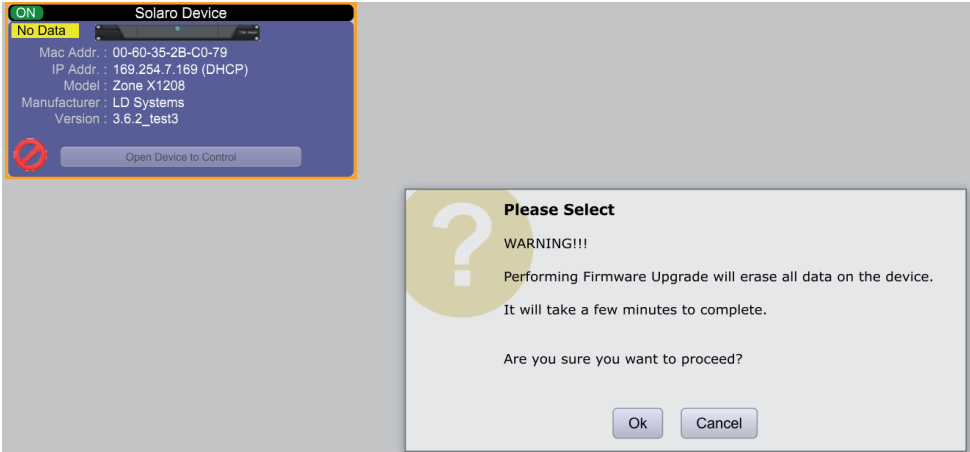 ON Solaro Device
No Data
Mac Addr. : 00-60-35-2B-C0-79
IP Addr. : 169.254.7.169 (DHCP)
Model : Zone X1208
Manufacturer : LD Systems
Version : 3.6.2_test3
Open Device to Control
?
Please Select
WARNING!!!
Performing Firmware Upgrade will erase all data on the device.
It will take a few minutes to complete.
Are you sure you want to proceed?
Ok Cancel